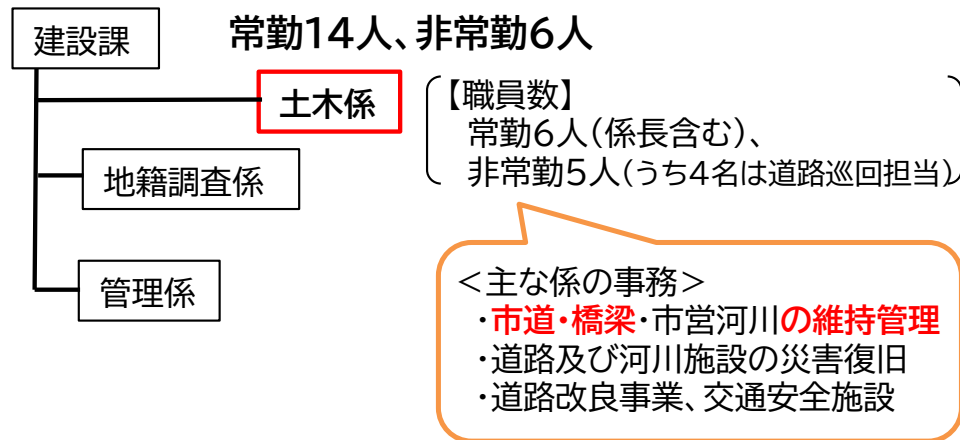 建設課
常勤14人、非常勤6人
土木係
【職員数】
常勤6人(係長含む)、
非常勤5人(うち4名は道路巡回担当)
地籍調査係
管理係
＜主な係の事務＞
・市道・橋梁・市営河川の維持管理
・道路及び河川施設の災害復旧
・道路改良事業、交通安全施設